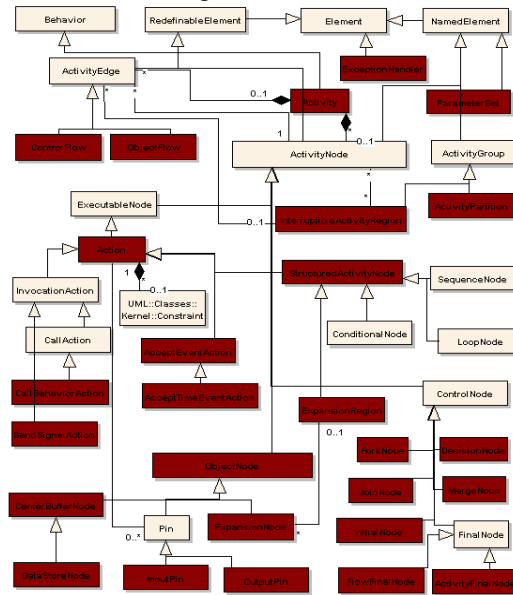 Behavior
RedefinableElement
Element
NamedElement
ActivityEdge
ExceptionHandler
0..1
Activity
ParameterSet
*
*
*
*
1
0..1
ControlFlow
ObjectFlow
ActivityNode
ActivityGroup
*
*
ExecutableNode
0..1
InterruptibleActivityRegion
ActivityPartition
Action
StructuredActivityNode
SequenceNode
InvocationAction
1
*
0..1
UML::Classes::
Kernel::Constraint
ConditionalNode
CallAction
AcceptEventAction
LoopNode
CallBehaviorAction
AcceptTimeEventAction
ControlNode
SendSignalAction
ExpansionRegion
0..1
ForkNode
DecisionNode
ObjectNode
JoinNode
MergeNode
CenterBufferNode
Pin
ExpansionNode
InitialNode
FinalNode
0..*
*
DataStoreNode
InputPin
OutputPin
FlowFinalNode
ActivityFinalNode